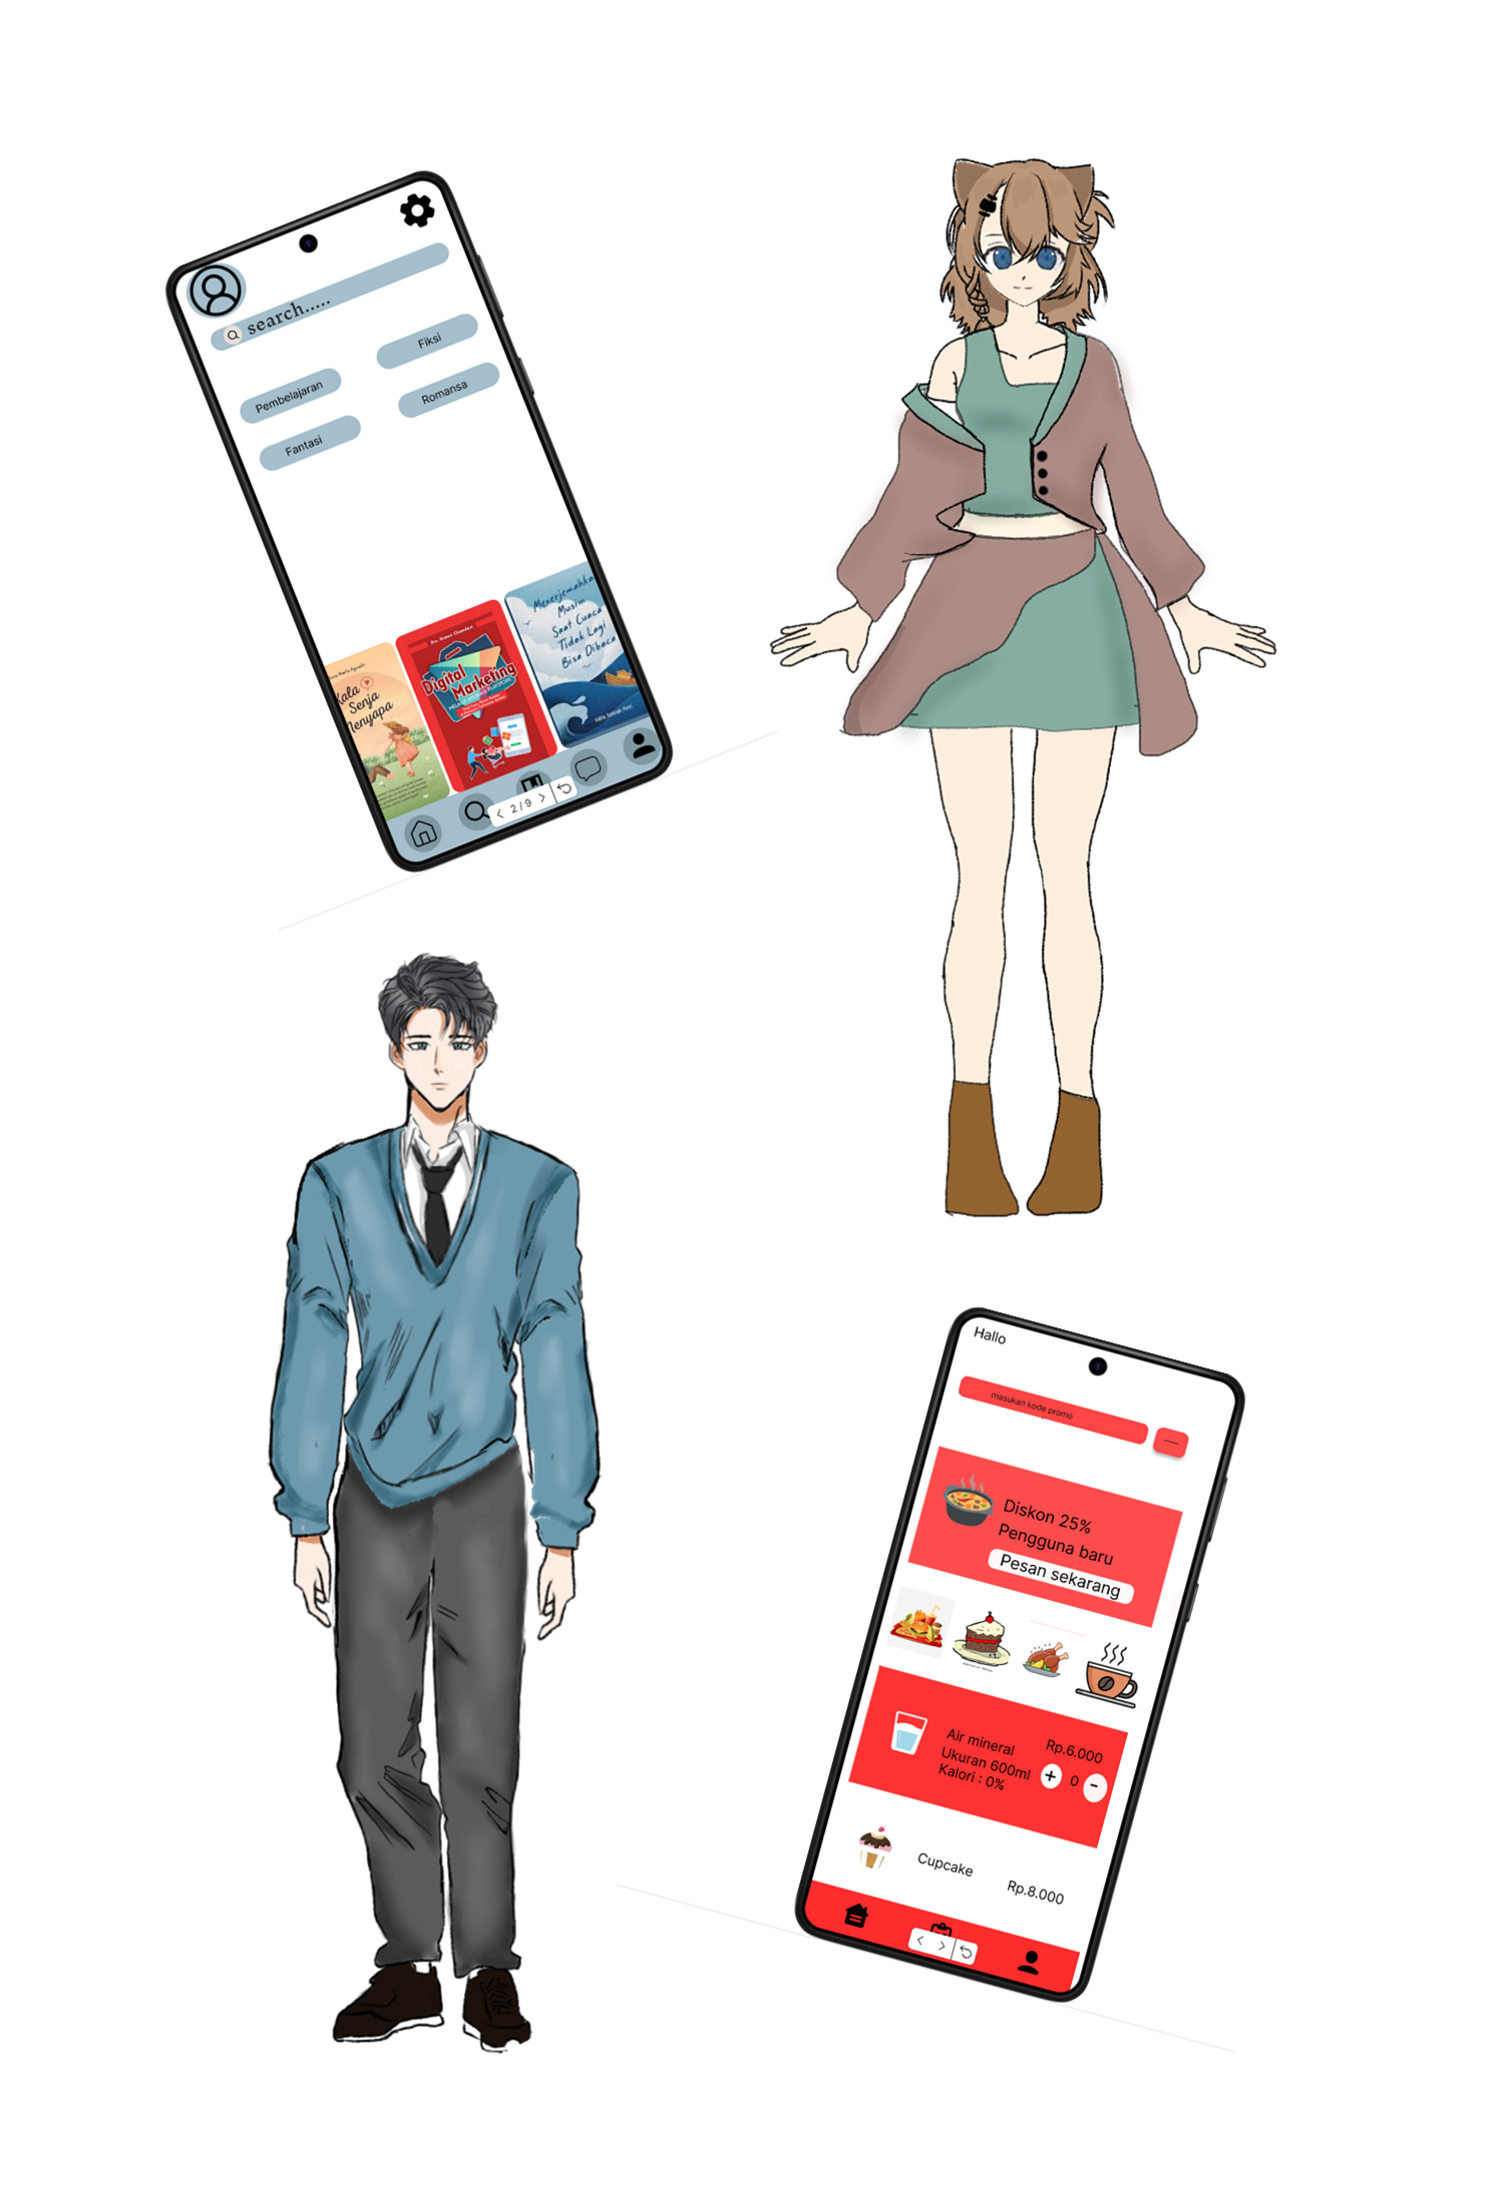 search.....
Fiksi
Pembelajaran
Romansa
Fantasi
Kala
Senja
Menyapa
Digital
Marketing
Menerjemahkan
Musim
Saat Cuaca
Tidak Lagi
Bisa Dibaca
2 / 9
Hallo
masukan kode promo
Diskon 25%
Pengguna baru
Pesan sekarang
Air mineral
Ukuran 600ml
Kalori : 0%
Rp.6.000
+ 0 -
Cupcake
Rp.8.000